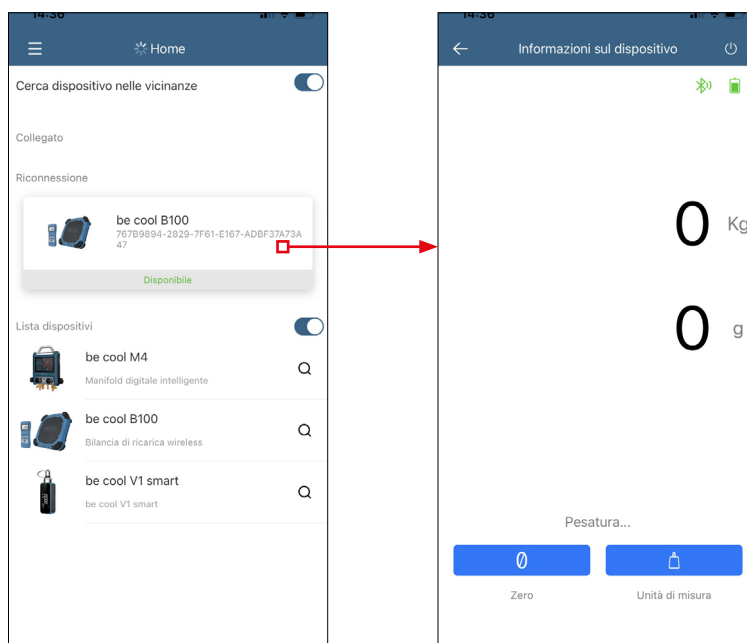 14:36
Home
Cerca dispositivo nelle vicinanze
Collegato
Riconnessione
be cool B100
767B9894-2829-7F61-E167-ADBF37A73A
47
Disponibile
Lista dispositivi
be cool M4
Manifold digitale intelligente
be cool B100
Bilancia di ricarica wireless
be cool V1 smart
be cool V1 smart
14:36
Informazioni sul dispositivo
0 Kg
0 g
Pesatura...
Zero
Unità di misura